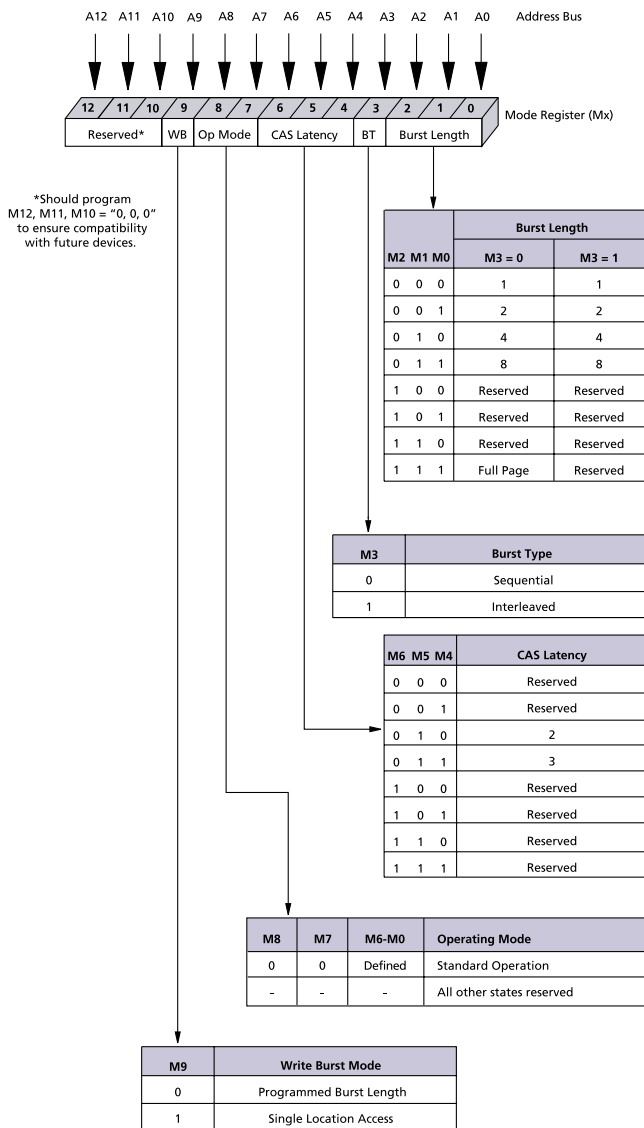 A12 A11 A10 A9 A8 A7 A6 A5 A4 A3 A2 A1 A0 Address Bus
12 11 10 9 8 7 6 5 4 3 2 1 0
Mode Register (Mx)
Reserved* WB Op Mode CAS Latency BT Burst Length
*Should program
M12, M11, M10 = “0, 0, 0”
to ensure compatibility
with future devices.
Burst Length
M2 M1 M0 M3 = 0 M3 = 1
0 0 0 1 1
0 0 1 2 2
0 1 0 4 4
0 1 1 8 8
1 0 0 Reserved Reserved
1 0 1 Reserved Reserved
1 1 0 Reserved Reserved
1 1 1 Full Page Reserved
M3 Burst Type
0 Sequential
1 Interleaved
M6 M5 M4 CAS Latency
0 0 0 Reserved
0 0 1 Reserved
0 1 0 2
0 1 1 3
1 0 0 Reserved
1 0 1 Reserved
1 1 0 Reserved
1 1 1 Reserved
M8 M7 M6-M0 Operating Mode
0 0 Defined Standard Operation
- - - All other states reserved
M9 Write Burst Mode
0 Programmed Burst Length
1 Single Location Access